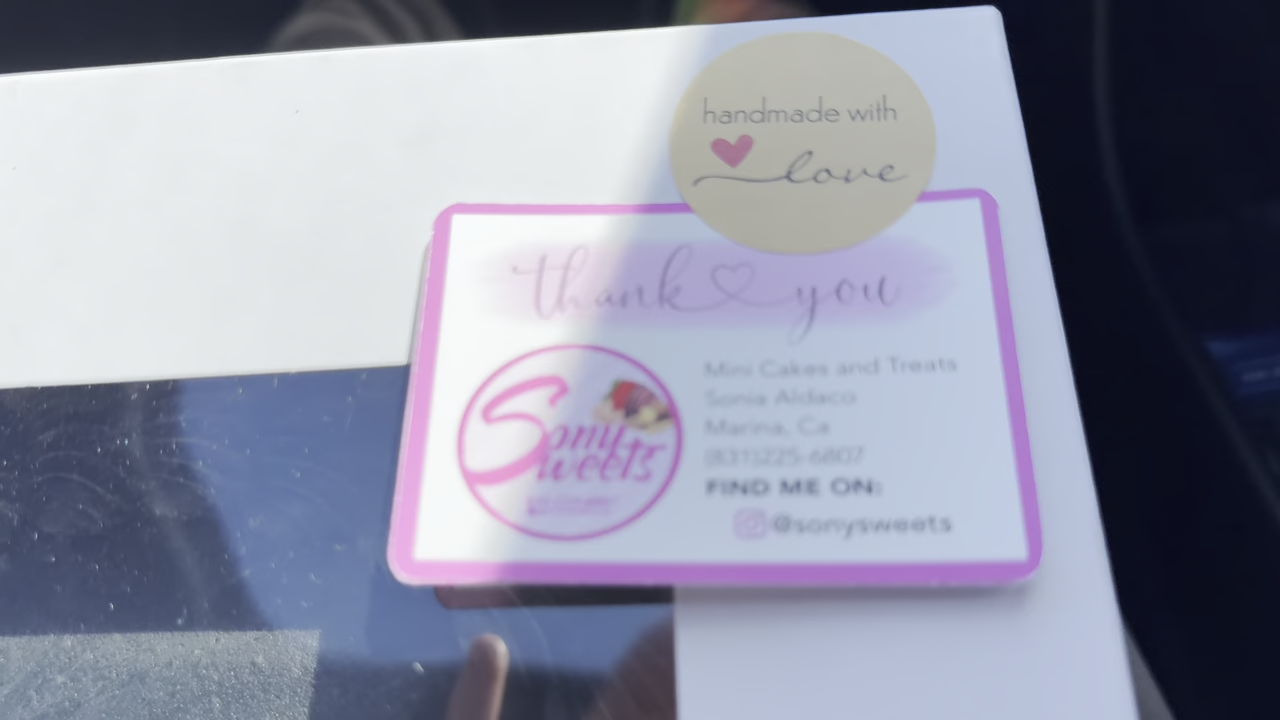 handmade with
love
thank you
Sony
Sweets
Mini Cakes and Treats
Sonia Aldaco
Marina, Ca
(831)225-6807
FIND ME ON:
@sonysweets